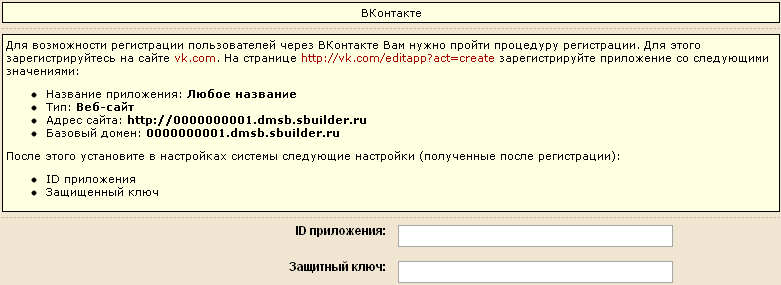 ВКонтакте
Для возможности регистрации пользователей через ВКонтакте Вам нужно пройти процедуру регистрации. Для этого
зарегистрируйтесь на сайте vk.com. На странице http://vk.com/editapp?act=create зарегистрируйте приложение со следующими
значениями:
Название приложения: Любое название
Тип: Веб-сайт
Адрес сайта: http://0000000001.dmsb.sbuilder.ru
Базовый домен: 0000000001.dmsb.sbuilder.ru
После этого установите в настройках системы следующие настройки (полученные после регистрации):
ID приложения
Защищенный ключ
ID приложения:
Защитный ключ: